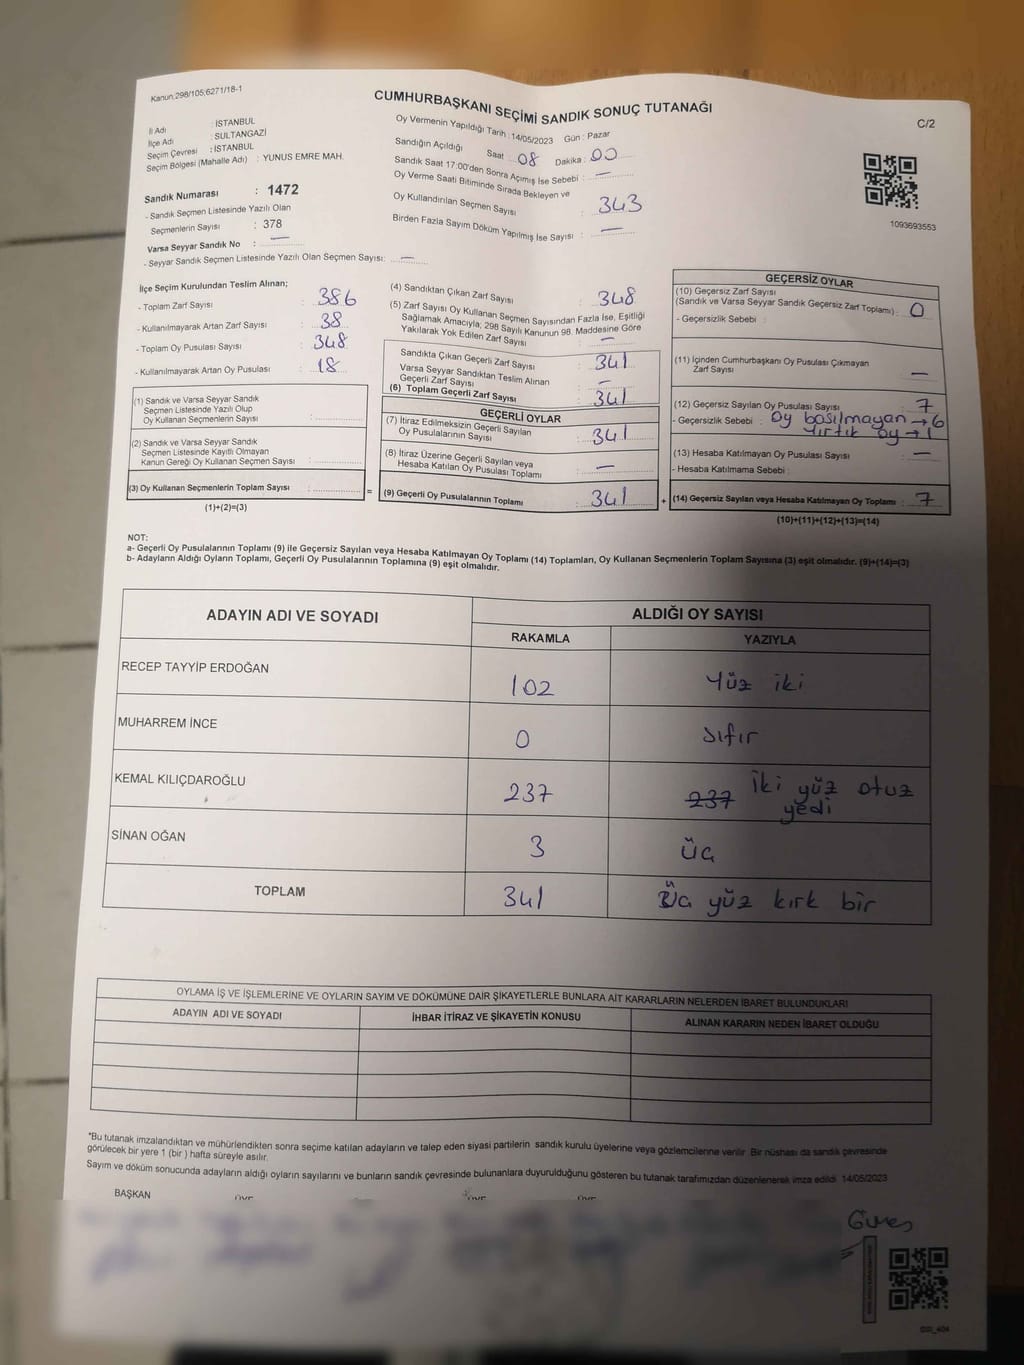 Kanun;298/105;6271/18-1
CUMHURBAŞKANI SEÇİMİ SANDIK SONUÇ TUTANAĞI
C/2
İl Adı : İSTANBUL
İlçe Adı : SULTANGAZİ
Seçim Çevresi : İSTANBUL
Seçim Bölgesi (Mahalle Adı) : YUNUS EMRE MAH.
Sandık Numarası : 1472
- Sandık Seçmen Listesinde Yazılı Olan
Seçmenlerin Sayısı : 378
Varsa Seyyar Sandık No : —
- Seyyar Sandık Seçmen Listesinde Yazılı Olan Seçmen Sayısı: —
Oy Vermenin Yapıldığı Tarih : 14/05/2023 Gün : Pazar
Sandığın Açıldığı Saat : 08 Dakika : 00
Sandık Saat 17:00'den Sonra Açımış İse Sebebi : —
Oy Verme Saati Bitiminde Sırada Bekleyen ve
Oy Kullandırılan Seçmen Sayısı : 343
Birden Fazla Sayım Döküm Yapılmış İse Sayısı : —
1093693553
İlçe Seçim Kurulundan Teslim Alınan;
- Toplam Zarf Sayısı : 386
- Kullanılmayarak Artan Zarf Sayısı : 38
- Toplam Oy Pusulası Sayısı : 348
- Kullanılmayarak Artan Oy Pusulası : 18
(1) Sandık ve Varsa Seyyar Sandık
Seçmen Listesinde Yazılı Olup
Oy Kullanan Seçmenlerin Sayısı :
(2) Sandık ve Varsa Seyyar Sandık
Seçmen Listesinde Kayıtlı Olmayan
Kanun Gereği Oy Kullanan Seçmen Sayısı :
(3) Oy Kullanan Seçmenlerin Toplam Sayısı :
(1)+(2)=(3)
=
(4) Sandıktan Çıkan Zarf Sayısı : 348
(5) Zarf Sayısı Oy Kullanan Seçmen Sayısından Fazla İse, Eşitliği
Sağlamak Amacıyla; 298 Sayılı Kanunun 98. Maddesine Göre
Yakılarak Yok Edilen Zarf Sayısı : —
Sandıkta Çıkan Geçerli Zarf Sayısı : 341
Varsa Seyyar Sandıktan Teslim Alınan
Geçerli Zarf Sayısı : —
(6) Toplam Geçerli Zarf Sayısı : 341
GEÇERLİ OYLAR
(7) İtiraz Edilmeksizin Geçerli Sayılan
Oy Pusulalarının Sayısı : 341
(8) İtiraz Üzerine Geçerli Sayılan veya
Hesaba Katılan Oy Pusulası Toplamı : —
(9) Geçerli Oy Pusulalarının Toplamı : 341
+
GEÇERSİZ OYLAR
(10) Geçersiz Zarf Sayısı
(Sandık ve Varsa Seyyar Sandık Geçersiz Zarf Toplamı) : 0
- Geçersizlik Sebebi :
(11) İçinden Cumhurbaşkanı Oy Pusulası Çıkmayan
Zarf Sayısı : —
(12) Geçersiz Sayılan Oy Pusulası Sayısı : 7
- Geçersizlik Sebebi : Oy basılmayan → 6
Yırtık oy → 1
(13) Hesaba Katılmayan Oy Pusulası Sayısı : —
- Hesaba Katılmama Sebebi :
(14) Geçersiz Sayılan veya Hesaba Katılmayan Oy Toplamı : 7
(10)+(11)+(12)+(13)=(14)
NOT:
a- Geçerli Oy Pusulalarının Toplamı (9) ile Geçersiz Sayılan veya Hesaba Katılmayan Oy Toplamı (14) Toplamları, Oy Kullanan Seçmenlerin Toplam Sayısına (3) eşit olmalıdır. (9)+(14)=(3)
b- Adayların Aldığı Oyların Toplamı, Geçerli Oy Pusulalarının Toplamına (9) eşit olmalıdır.
ADAYIN ADI VE SOYADI
ALDIĞI OY SAYISI
RAKAMLA YAZIYLA
RECEP TAYYİP ERDOĞAN 102 Yüz iki
MUHARREM İNCE 0 sıfır
KEMAL KILIÇDAROĞLU 237 237 İki yüz otuz
yedi
SİNAN OĞAN 3 üç
TOPLAM 341 Üç yüz kırk bir
OYLAMA İŞ VE İŞLEMLERİNE VE OYLARIN SAYIM VE DÖKÜMÜNE DAİR ŞİKAYETLERLE BUNLARA AİT KARARLARIN NELERDEN İBARET BULUNDUKLARI
ADAYIN ADI VE SOYADI İHBAR İTİRAZ VE ŞİKAYETİN KONUSU ALINAN KARARIN NEDEN İBARET OLDUĞU
*Bu tutanak imzalandıktan ve mühürlendikten sonra seçime katılan adayların ve talep eden siyasi partilerin sandık kurulu üyelerine veya gözlemcilerine verilir. Bir nüshası da sandık çevresinde
görülecek bir yere 1 (bir ) hafta süreyle asılır.
Sayım ve döküm sonucunda adayların aldığı oyların sayılarını ve bunların sandık çevresinde bulunanlara duyurulduğunu gösteren bu tutanak tarafımızdan düzenlenerek imza edildi. 14/05/2023
BAŞKAN